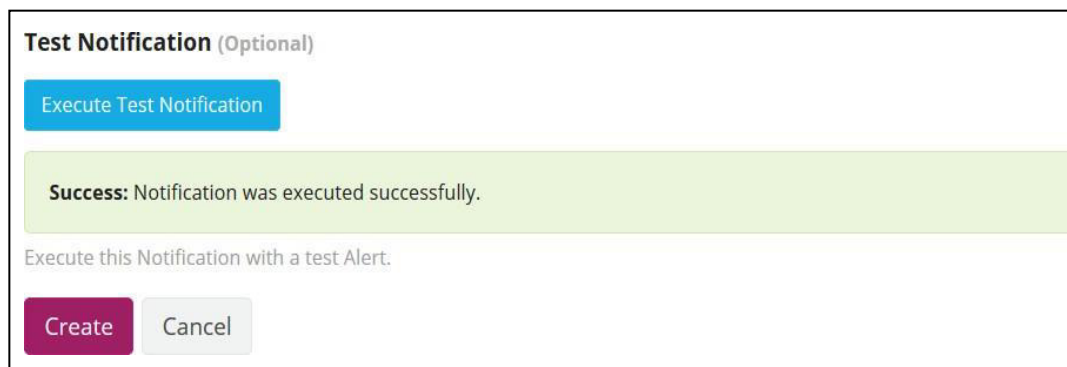 Test Notification (Optional)
Execute Test Notification
Success: Notification was executed successfully.
Execute this Notification with a test Alert.
Create Cancel